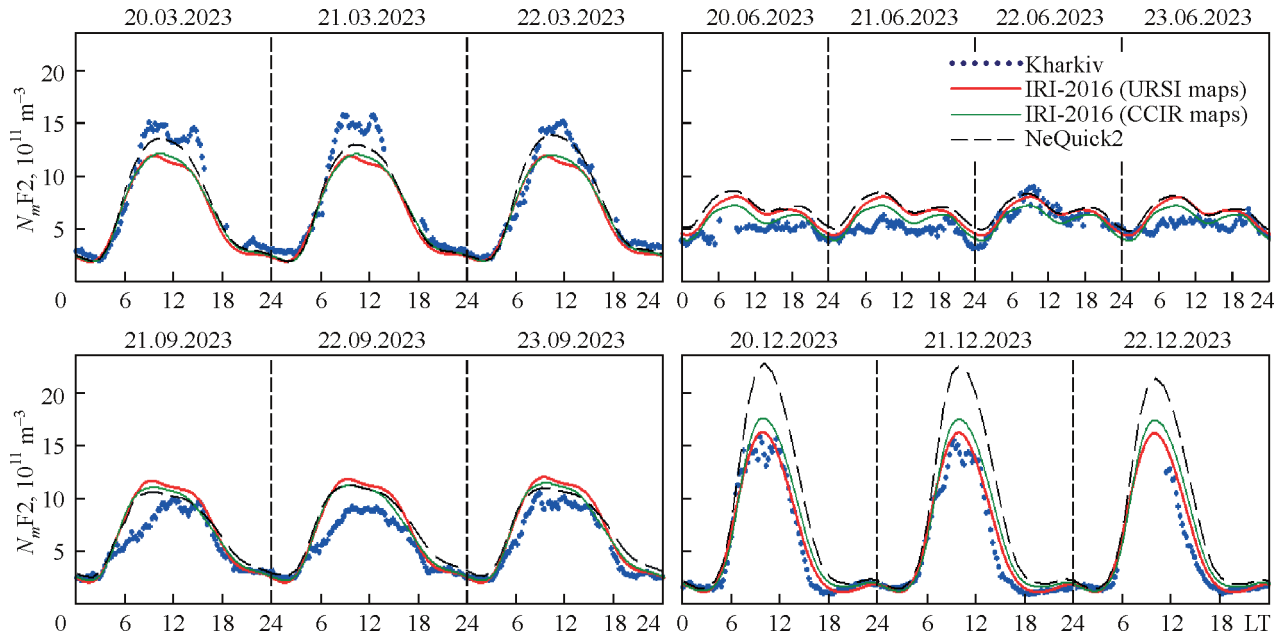 20.03.2023 21.03.2023 22.03.2023
20.06.2023 21.06.2023 22.06.2023 23.06.2023
20
15
10
5
0
NmF2, 10¹¹ m⁻³
Kharkiv
IRI-2016 (URSI maps)
IRI-2016 (CCIR maps)
NeQuick2
6 12 18 24 6 12 18 24 6 12 18 24
0 6 12 18 24 6 12 18 24 6 12 18 24 6 12 18 24
21.09.2023 22.09.2023 23.09.2023
20.12.2023 21.12.2023 22.12.2023
20
15
10
5
0
NmF2, 10¹¹ m⁻³
6 12 18 24 6 12 18 24 6 12 18 24
0 6 12 18 24 6 12 18 24 6 12 18 LT